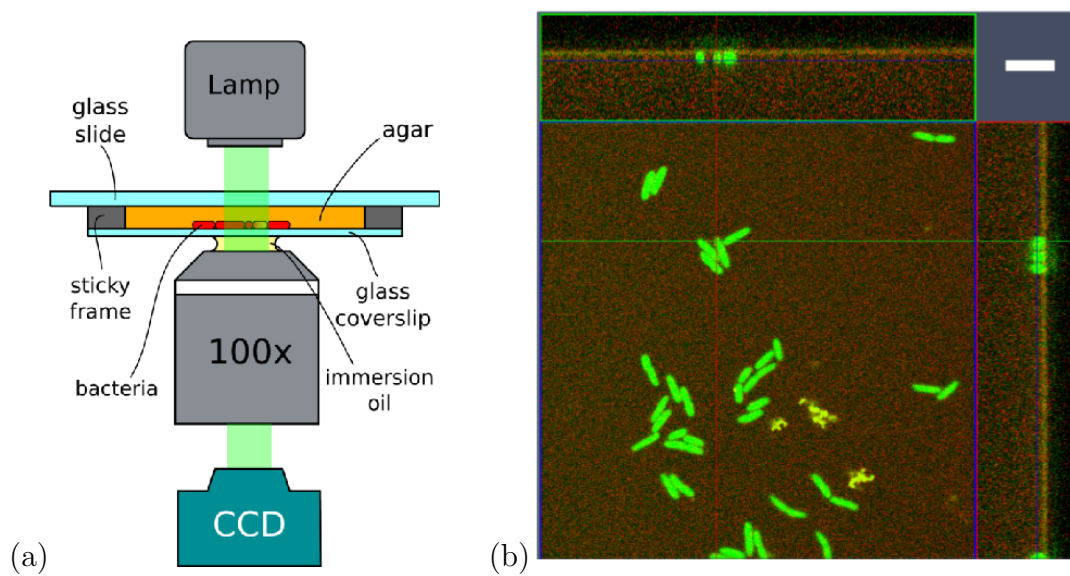 Lamp
glass
slide
agar
sticky
frame
glass
coverslip
100x
bacteria
immersion
oil
CCD
(a)
(b)